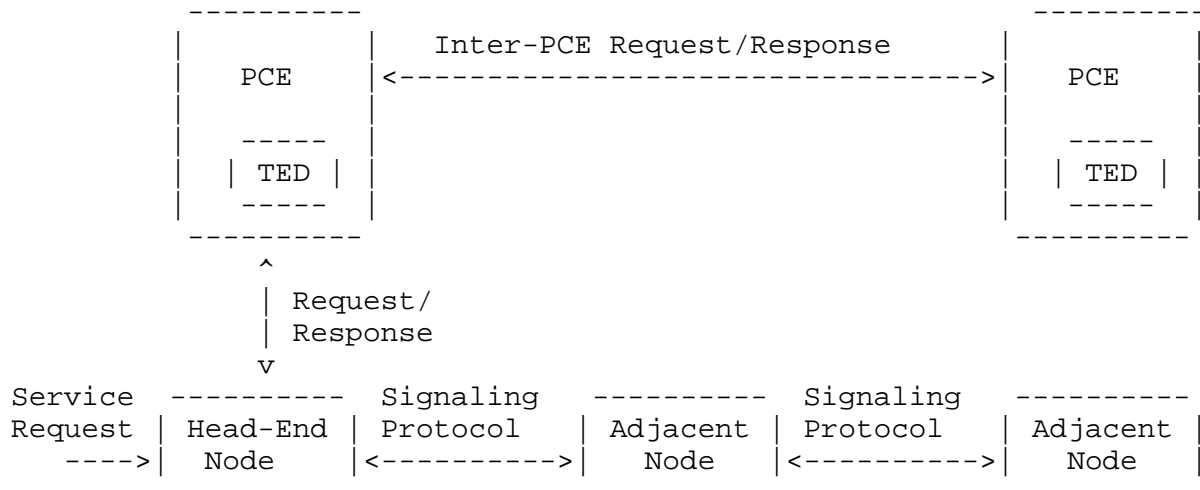 Inter-PCE Request/Response
PCE PCE
TED TED
Request/
Response
Service Signaling Signaling
Request Head-End Protocol Adjacent Protocol Adjacent
Node Node Node